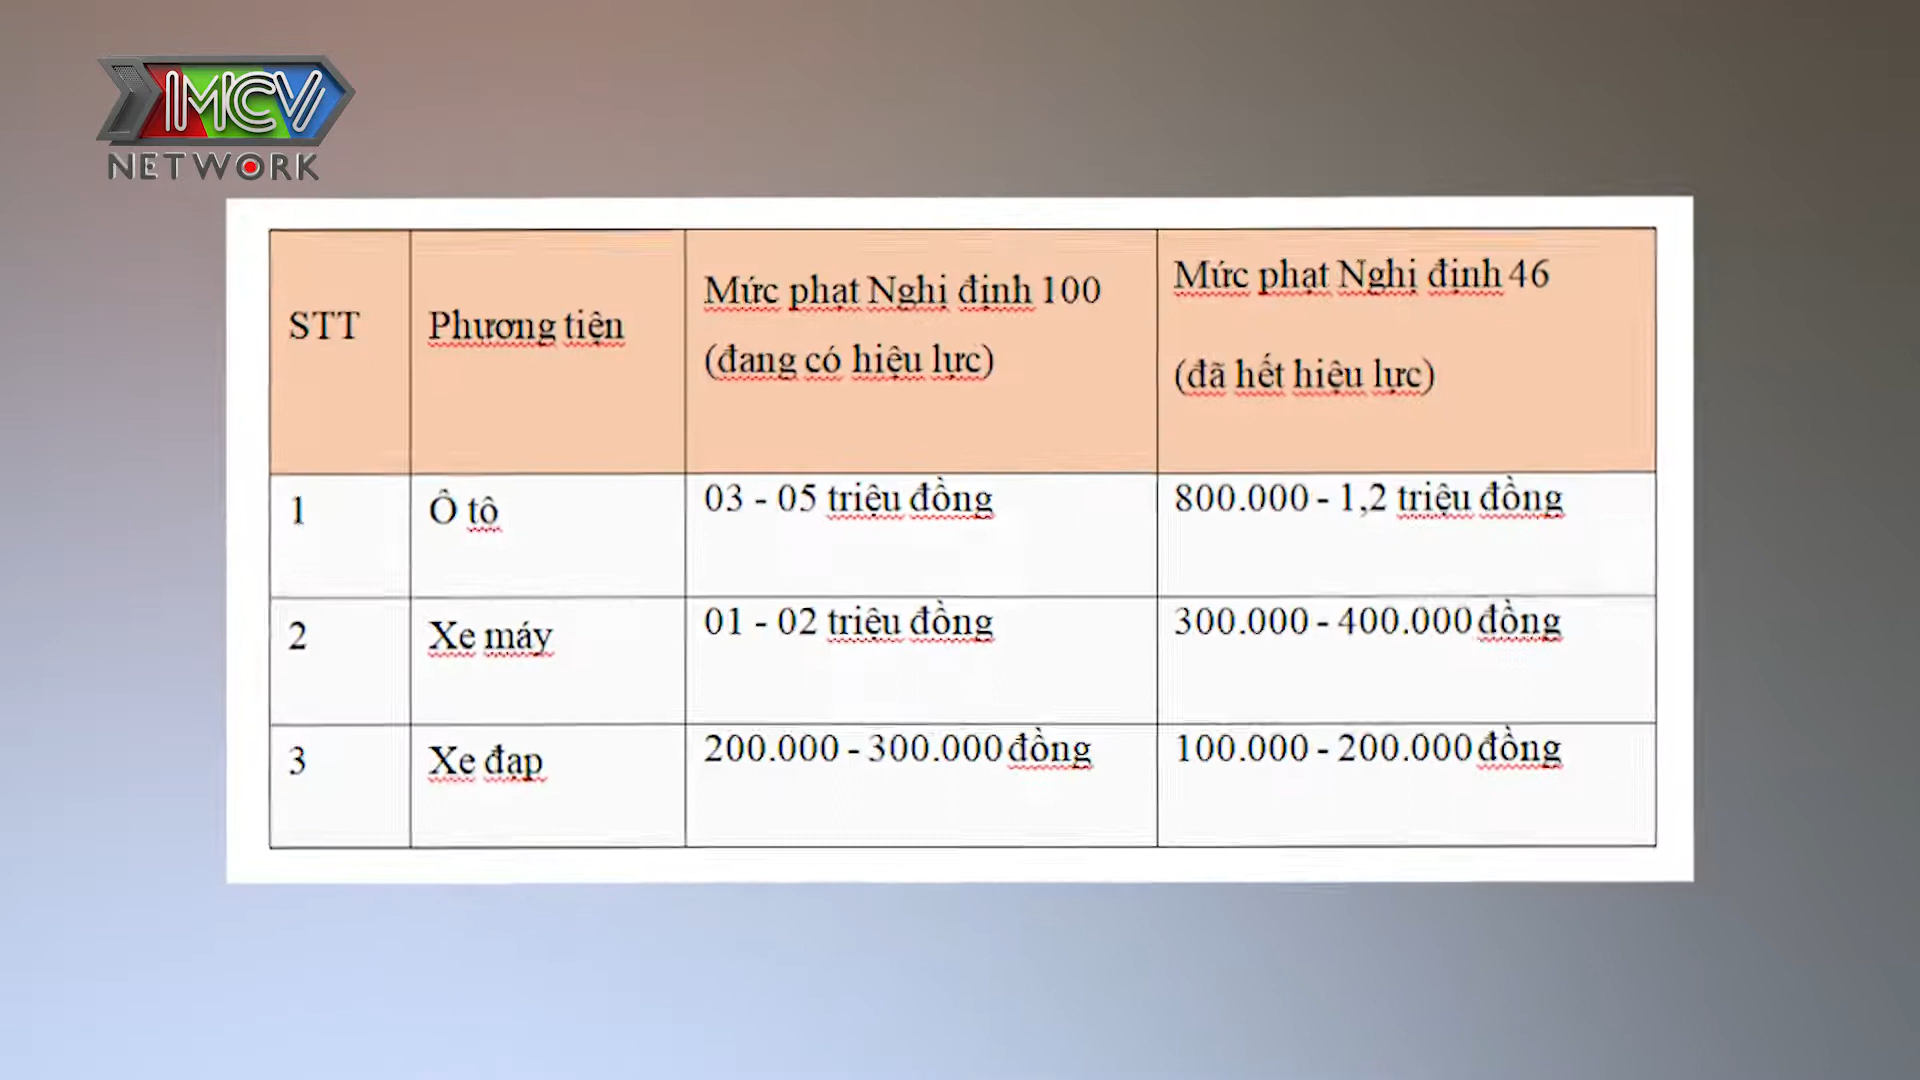 MCV
NETWORK
STT
Phương tiện
Mức phạt Nghị định 100
(đang có hiệu lực)
Mức phạt Nghị định 46
(đã hết hiệu lực)
1
Ô tô
03 - 05 triệu đồng
800.000 - 1,2 triệu đồng
2
Xe máy
01 - 02 triệu đồng
300.000 - 400.000 đồng
3
Xe đạp
200.000 - 300.000 đồng
100.000 - 200.000 đồng